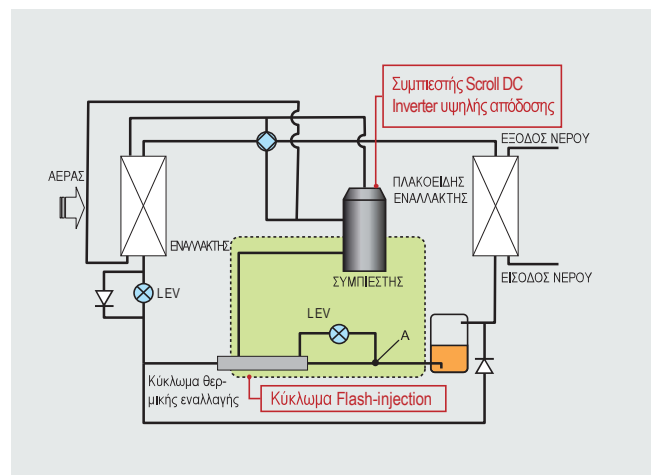 Συμπιεστής Scroll DC
Inverter υψηλής απόδοσης
ΕΞΟΔΟΣ ΝΕΡΟΥ
ΑΕΡΑΣ
ΠΛΑΚΟΕΙΔΗΣ
ΕΝΑΛΛΑΚΤΗΣ
ΕΝΑΛΛΑΚΤΗΣ
ΣΥΜΠΙΕΣΤΗΣ
ΕΙΣΟΔΟΣ ΝΕΡΟΥ
LEV
LEV
A
Κύκλωμα θερ-
μικής εναλλαγής
Κύκλωμα Flash-injection